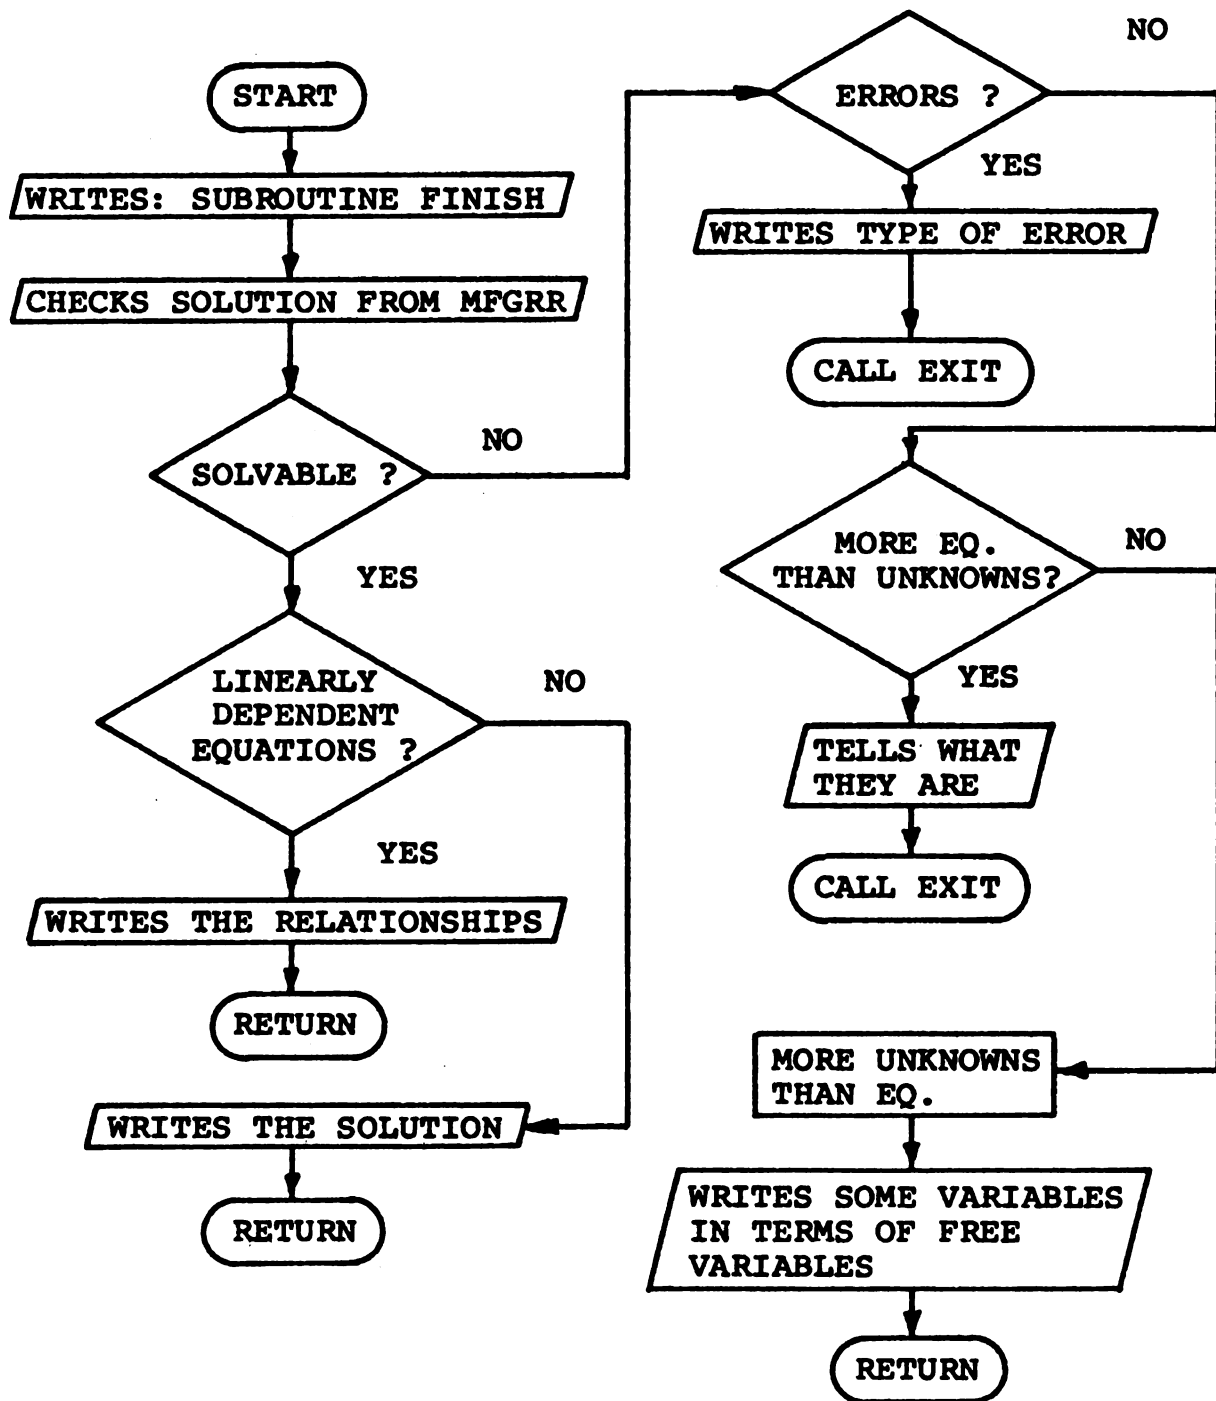 START
WRITES: SUBROUTINE FINISH
CHECKS SOLUTION FROM MFGRR
SOLVABLE ?
NO
YES
LINEARLY
DEPENDENT
EQUATIONS ?
NO
YES
WRITES THE RELATIONSHIPS
RETURN
WRITES THE SOLUTION
RETURN
ERRORS ?
NO
YES
WRITES TYPE OF ERROR
CALL EXIT
MORE EQ.
THAN UNKNOWNS?
NO
YES
TELLS WHAT
THEY ARE
CALL EXIT
MORE UNKNOWNS
THAN EQ.
WRITES SOME VARIABLES
IN TERMS OF FREE
VARIABLES
RETURN